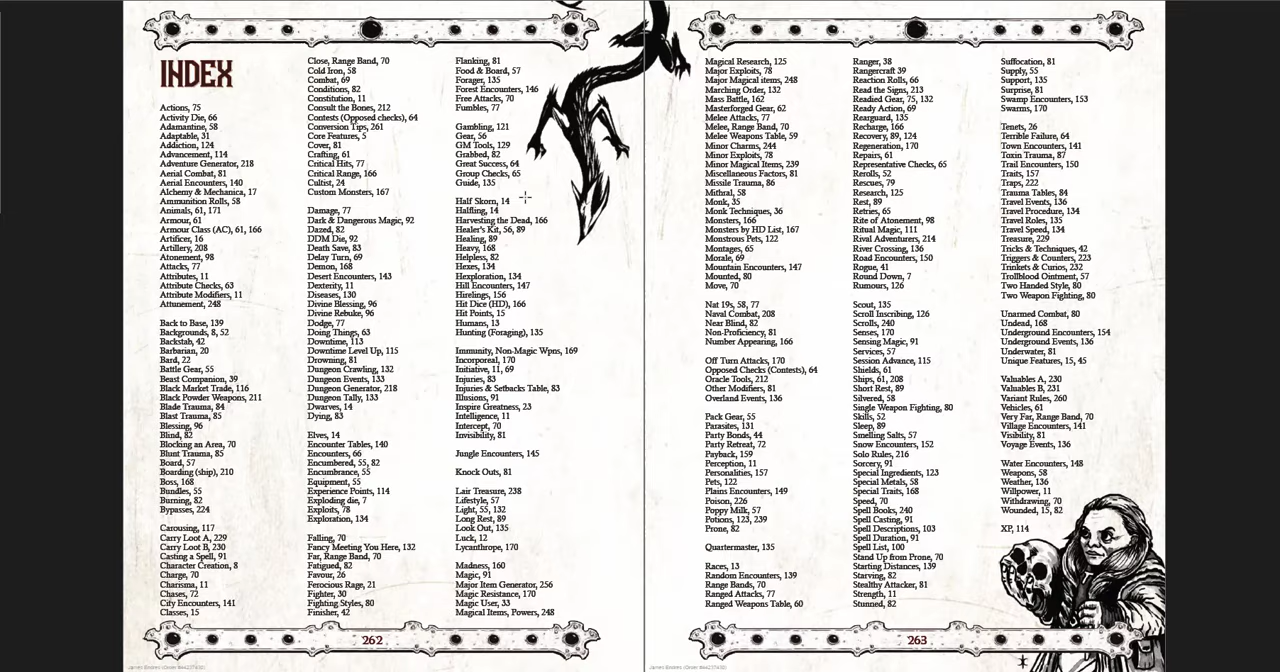 INDEX
Actions, 75
Activity Die, 66
Adamantine, 58
Adaptable, 31
Addiction, 124
Advancement, 114
Adventure Generator, 218
Aerial Combat, 81
Aerial Encounters, 140
Alchemy & Mechanica, 17
Ammunition Rolls, 58
Animals, 61, 171
Armour, 61
Armour Class (AC), 61, 166
Artificer, 16
Artillery, 208
Atonement, 98
Attacks, 77
Attributes, 11
Attribute Checks, 63
Attribute Modifiers, 11
Attunement, 248
Back to Base, 139
Backgrounds, 8, 52
Backstab, 42
Barbarian, 20
Bard, 22
Battle Gear, 55
Beast Companion, 39
Black Market Trade, 116
Black Powder Weapons, 211
Blade Trauma, 84
Blast Trauma, 85
Blessing, 96
Blind, 82
Blocking an Area, 70
Blunt Trauma, 85
Board, 57
Boarding (ship), 210
Boss, 168
Bundles, 55
Burning, 82
Bypasses, 224
Carousing, 117
Carry Loot A, 229
Carry Loot B, 230
Casting a Spell, 91
Character Creation, 8
Charge, 70
Charisma, 11
Chases, 72
City Encounters, 141
Classes, 15
Close, Range Band, 70
Cold Iron, 58
Combat, 69
Conditions, 82
Constitution, 11
Consult the Bones, 212
Contests (Opposed checks), 64
Conversion Tips, 261
Core Features, 5
Cover, 81
Crafting, 61
Critical Hits, 77
Critical Range, 166
Cultist, 24
Custom Monsters, 167
Damage, 77
Dark & Dangerous Magic, 92
Dazed, 82
DDM Die, 92
Death Save, 83
Delay Turn, 69
Demon, 168
Desert Encounters, 143
Dexterity, 11
Diseases, 130
Divine Blessing, 96
Divine Rebuke, 96
Dodge, 77
Doing Things, 63
Downtime, 113
Downtime Level Up, 115
Drowning, 81
Dungeon Crawling, 132
Dungeon Events, 133
Dungeon Generator, 218
Dungeon Tally, 133
Dwarves, 14
Dying, 83
Elves, 14
Encounter Tables, 140
Encounters, 66
Encumbered, 55, 82
Encumbrance, 55
Equipment, 55
Experience Points, 114
Exploding die, 7
Exploits, 78
Exploration, 134
Falling, 70
Fancy Meeting You Here, 132
Far, Range Band, 70
Fatigued, 82
Favour, 26
Ferocious Rage, 21
Fighter, 30
Fighting Styles, 80
Finisher, 42
Flanking, 81
Food & Board, 57
Forager, 135
Forest Encounters, 146
Free Attacks, 70
Fumbles, 77
Gambling, 121
Gear, 56
GM Tools, 129
Grabbed, 82
Great Success, 64
Group Checks, 65
Guide, 135
Half Skorn, 14
Halfling, 14
Harvesting the Dead, 166
Healer's Kit, 56, 89
Healing, 89
Heavy, 168
Helpless, 82
Hexes, 134
Hexploration, 134
Hill Encounters, 147
Hirelings, 156
Hit Dice (HD), 166
Hit Points, 15
Humans, 13
Hunting (Foraging), 135
Immunity, Non-Magic Wpns, 169
Incorporeal, 170
Initiative, 11, 69
Injuries, 83
Injuries & Setbacks Table, 83
Illusions, 91
Inspire Greatness, 23
Intelligence, 11
Intercept, 70
Invisibility, 81
Jungle Encounters, 145
Knock Outs, 81
Lair Treasure, 238
Lifestyle, 57
Light, 55, 132
Long Rest, 89
Look Out, 135
Luck, 12
Lycanthrope, 170
Madness, 160
Magic, 91
Major Item Generator, 256
Magic Resistance, 170
Magic User, 33
Magical Items, Powers, 248
262
Magical Research, 125
Major Exploits, 78
Major Magical items, 248
Marching Order, 132
Mass Battle, 162
Masterforged Gear, 62
Melee Attacks, 77
Melee, Range Band, 70
Melee Weapons Table, 59
Minor Charms, 244
Minor Exploits, 78
Minor Magical Items, 239
Miscellaneous Factors, 81
Missile Trauma, 86
Mithral, 58
Monk, 35
Monk Techniques, 36
Monsters, 166
Monsters by HD List, 167
Monstrous Pets, 122
Montages, 65
Morale, 69
Mountain Encounters, 147
Mounted, 80
Move, 70
Nat 19s, 58, 77
Naval Combat, 208
Near Blind, 82
Non-Proficiency, 81
Number Appearing, 166
Off Turn Attacks, 170
Opposed Checks (Contests), 64
Oracle Tools, 212
Other Modifiers, 81
Overland Events, 136
Pack Gear, 55
Parasites, 131
Party Bonds, 44
Party Retreat, 72
Payback, 159
Perception, 11
Personalities, 157
Pets, 122
Plains Encounters, 149
Poison, 226
Poppy Milk, 57
Potions, 123, 239
Prone, 82
Quartermaster, 135
Races, 13
Random Encounters, 139
Range Bands, 70
Ranged Attacks, 77
Ranged Weapons Table, 60
Ranger, 38
Rangercraft 39
Reaction Rolls, 66
Read the Signs, 213
Readied Gear, 75, 132
Ready Action, 69
Rearguard, 135
Recharge, 166
Recovery, 89, 124
Regeneration, 170
Repairs, 61
Representative Checks, 65
Rerolls, 52
Rescues, 79
Research, 125
Rest, 89
Retries, 65
Rite of Atonement, 98
Ritual Magic, 111
Rival Adventurers, 214
River Crossing, 136
Road Encounters, 150
Rogue, 41
Round Down, 7
Rumours, 126
Scout, 135
Scroll Inscribing, 126
Scrolls, 240
Senses, 170
Sensing Magic, 91
Services, 57
Session Advance, 115
Shields, 61
Ships, 61, 208
Short Rest, 89
Silvered, 58
Single Weapon Fighting, 80
Skills, 52
Sleep, 89
Smelling Salts, 57
Snow Encounters, 152
Solo Rules, 216
Sorcery, 91
Special Ingredients, 123
Special Metals, 58
Special Traits, 168
Speed, 70
Spell Books, 240
Spell Casting, 91
Spell Descriptions, 103
Spell Duration, 91
Spell List, 100
Stand Up from Prone, 70
Starting Distances, 139
Starving, 82
Stealthy Attacker, 81
Strength, 11
Stunned, 82
Suffocation, 81
Supply, 55
Support, 135
Surprise, 81
Swamp Encounters, 153
Swarms, 170
Tenets, 26
Terrible Failure, 64
Town Encounters, 141
Toxin Trauma, 87
Trail Encounters, 150
Traits, 157
Traps, 222
Trauma Tables, 84
Travel Events, 136
Travel Procedure, 134
Travel Roles, 135
Travel Speed, 134
Treasure, 229
Tricks & Techniques, 42
Triggers & Counters, 223
Trinkets & Curios, 232
Trollblood Ointment, 57
Two Handed Style, 80
Two Weapon Fighting, 80
Unarmed Combat, 80
Undead, 168
Underground Encounters, 154
Underground Events, 136
Underwater, 81
Unique Features, 15, 45
Valuables A, 230
Valuables B, 231
Variant Rules, 260
Vehicles, 61
Very Far, Range Band, 70
Village Encounters, 141
Visibility, 81
Voyage Events, 136
Water Encounters, 148
Weapons, 58
Weather, 136
Willpower, 11
Withdrawing, 70
Wounded, 15, 82
XP, 114
263